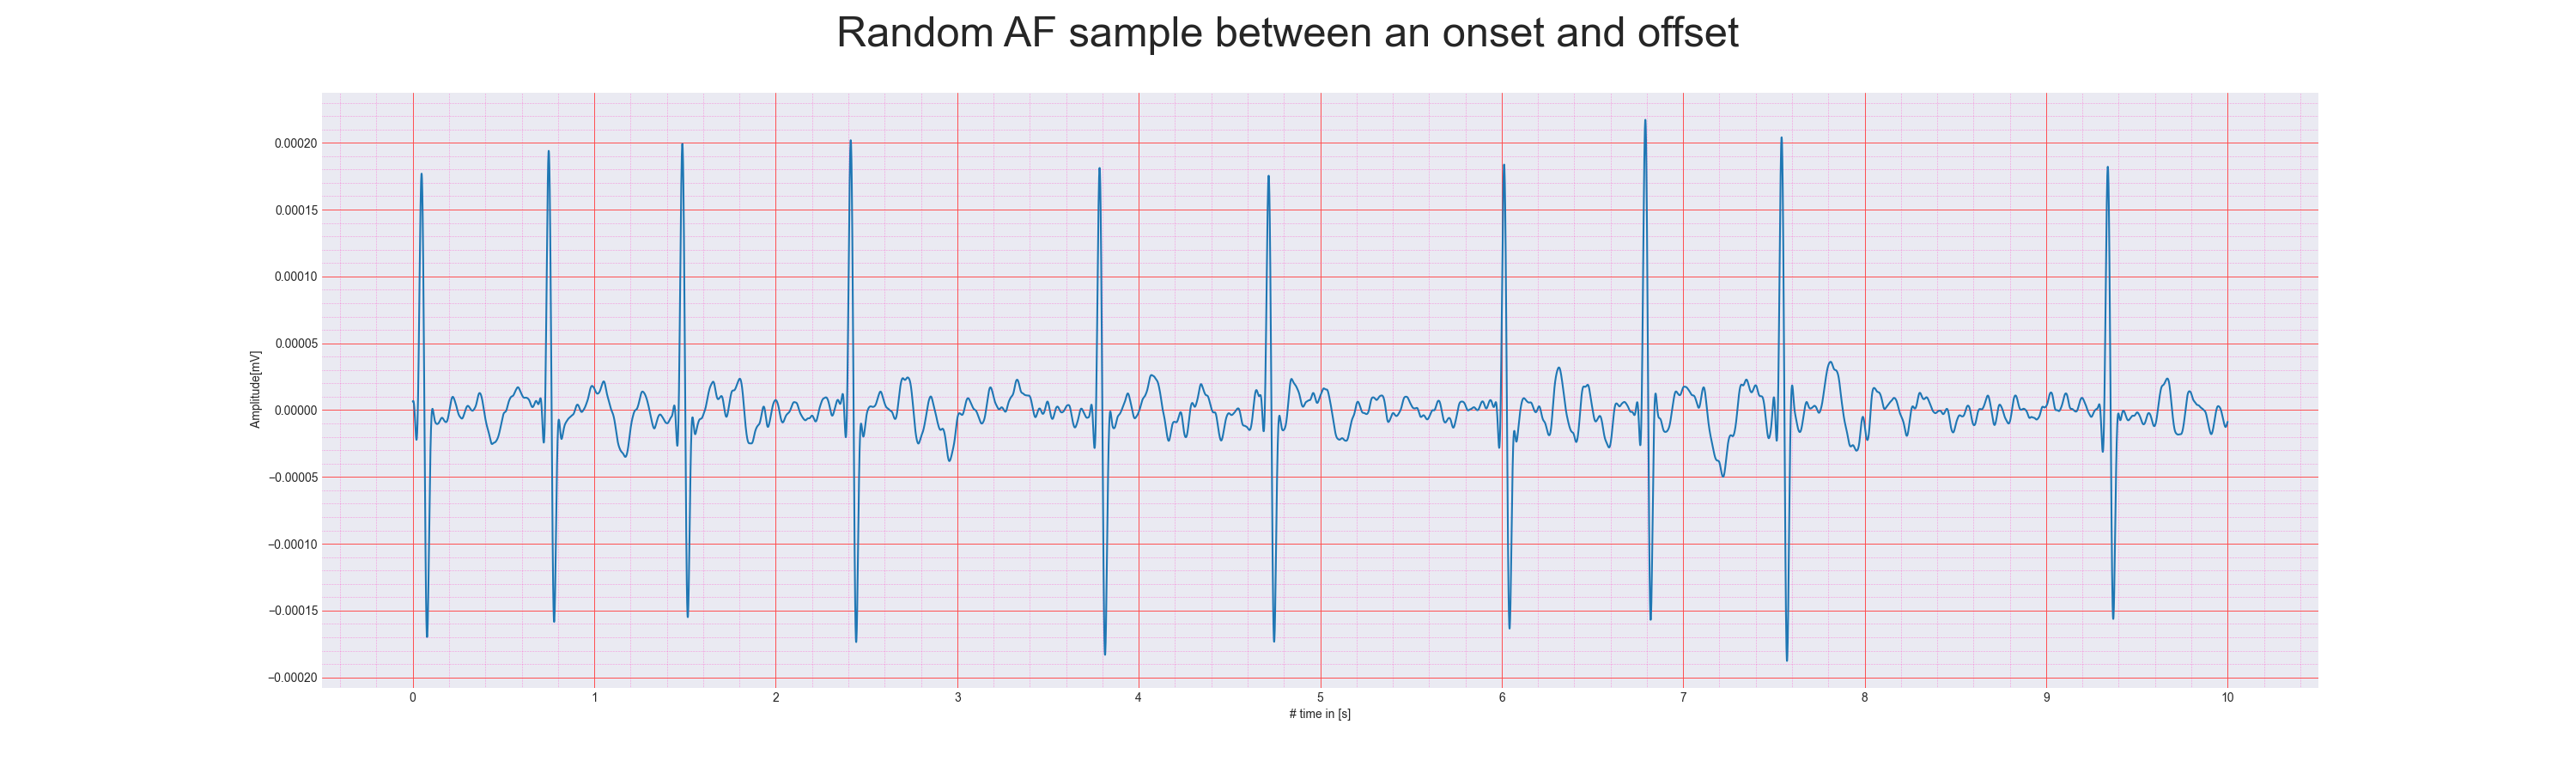 Random AF sample between an onset and offset
0.00020
0.00015
0.00010
0.00005
0.00000
−0.00005
−0.00010
−0.00015
−0.00020
Amplitude[mV]
0 1 2 3 4 5 6 7 8 9 10
# time in [s]